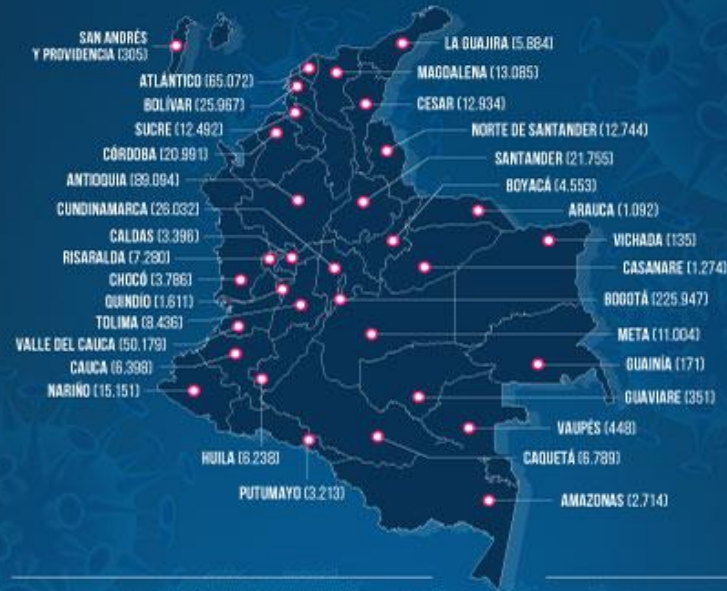 SAN ANDRÉS
Y PROVIDENCIA (305)
ATLÁNTICO (65.072)
BOLÍVAR (25.967)
SUCRE (12.492)
CÓRDOBA (20.991)
ANTIOQUIA (89.094)
CUNDINAMARCA (26.032)
CALDAS (3.396)
RISARALDA (7.280)
CHOCÓ (3.786)
QUINDÍO (1.611)
TOLIMA (8.436)
VALLE DEL CAUCA (50.179)
CAUCA (6.398)
NARIÑO (15.151)
HUILA (6.238)
PUTUMAYO (3.213)
LA GUAJIRA (5.884)
MAGDALENA (13.085)
CESAR (12.934)
NORTE DE SANTANDER (12.744)
SANTANDER (21.755)
BOYACÁ (4.553)
ARAUCA (1.092)
VICHADA (135)
CASANARE (1.274)
BOGOTÁ (225.947)
META (11.004)
GUAINÍA (171)
GUAVIARE (351)
VAUPÉS (448)
CAQUETÁ (6.789)
AMAZONAS (2.714)